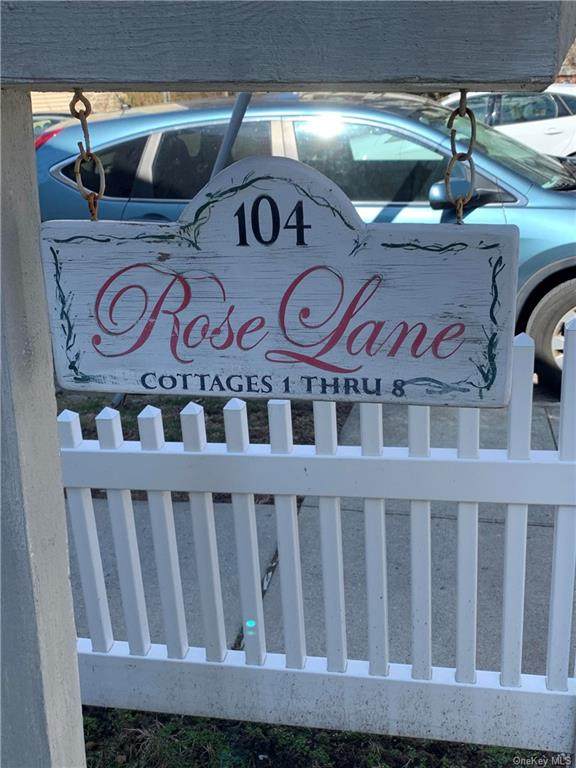 104
Rose Lane
COTTAGES 1 THRU 8
OneKey MLS